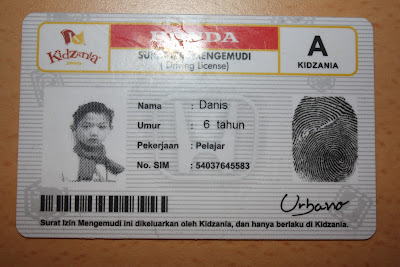 KidZania
HONDA
SURAT IZIN MENGEMUDI
( Driving License )
A
KIDZANIA
Nama : Danis
Umur : 6 tahun
Pekerjaan : Pelajar
No. SIM : 54037645583
Urbano
Surat Izin Mengemudi ini dikeluarkan oleh Kidzania, dan hanya berlaku di Kidzania.